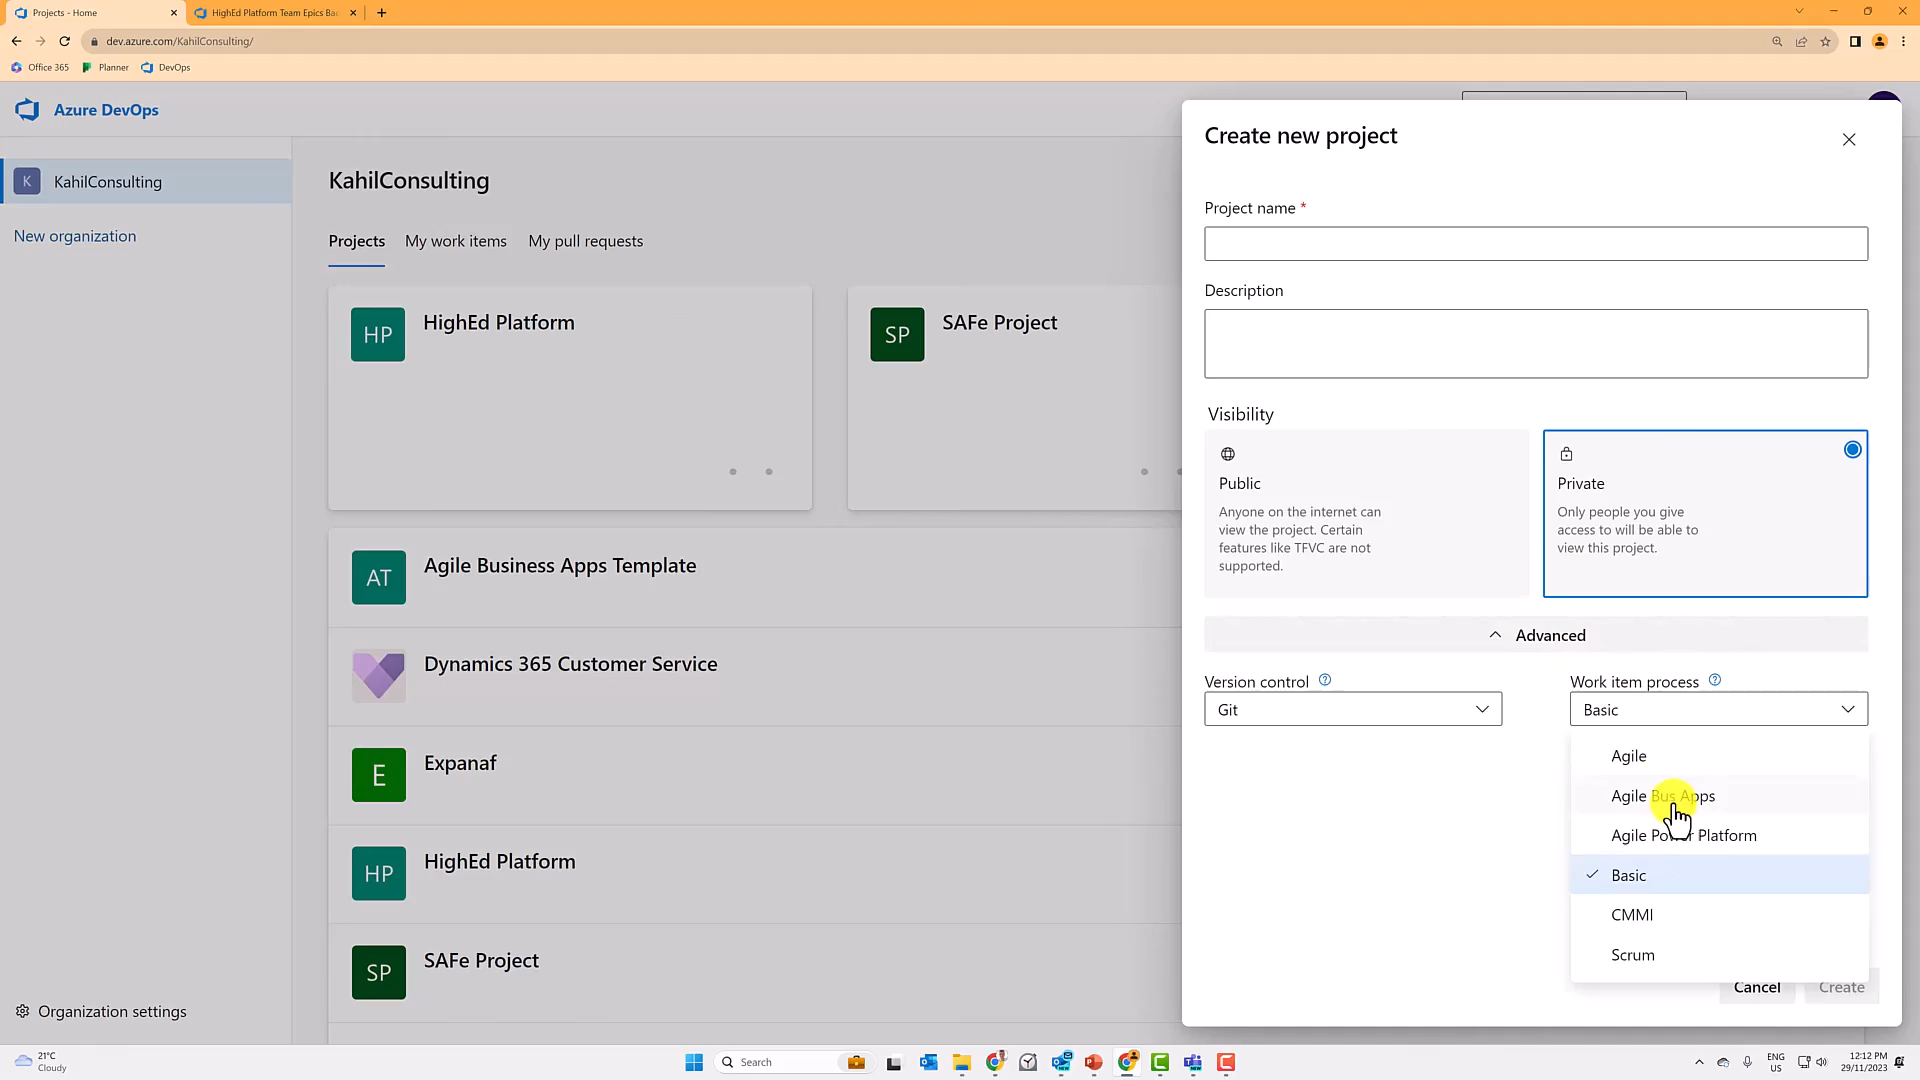 Projects - Home
HighEd Platform Team Epics Bac
dev.azure.com/KahilConsulting/
Office 365
Planner
DevOps
Azure DevOps
K
KahilConsulting
New organization
Organization settings
KahilConsulting
Projects
My work items
My pull requests
HP
HighEd Platform
SP
SAFe Project
AT
Agile Business Apps Template
Dynamics 365 Customer Service
E
Expanaf
HP
HighEd Platform
SP
SAFe Project
Create new project
Project name *
Description
Visibility
Public
Anyone on the internet can
view the project. Certain
features like TFVC are not
supported.
Private
Only people you give
access to will be able to
view this project.
Advanced
Version control
Git
Work item process
Basic
Agile
Agile Bus Apps
Agile Power Platform
Basic
CMMI
Scrum
Cancel
Create
21°C
Cloudy
Search
ENG
US
12:12 PM
29/11/2023